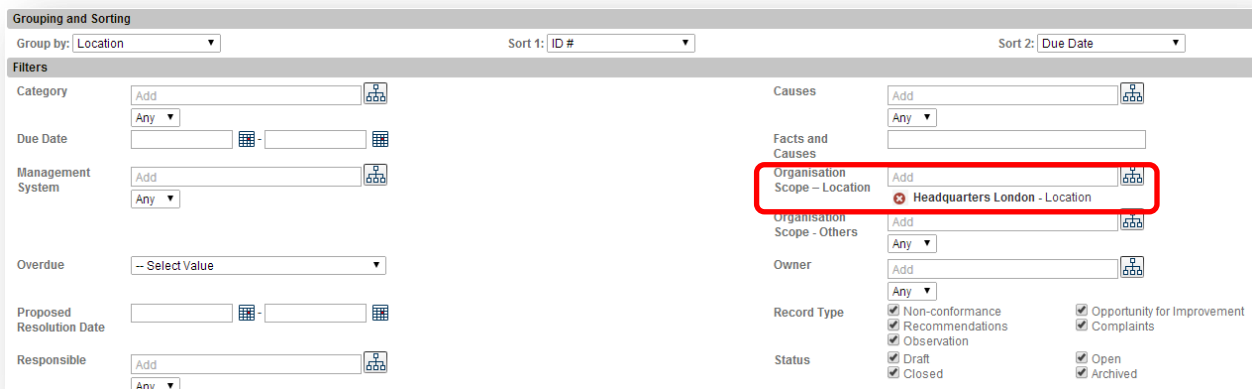 Grouping and Sorting
Group by: Location
Sort 1: ID #
Sort 2: Due Date
Filters
Category
Add
Any
Causes
Add
Any
Due Date
-
Facts and
Causes
Management
System
Add
Any
Organisation
Scope – Location
Add
Headquarters London - Location
Organisation
Scope - Others
Add
Any
Overdue
-- Select Value
Owner
Add
Any
Proposed
Resolution Date
-
Record Type
Non-conformance
Opportunity for Improvement
Recommendations
Complaints
Observation
Responsible
Add
Any
Status
Draft
Open
Closed
Archived